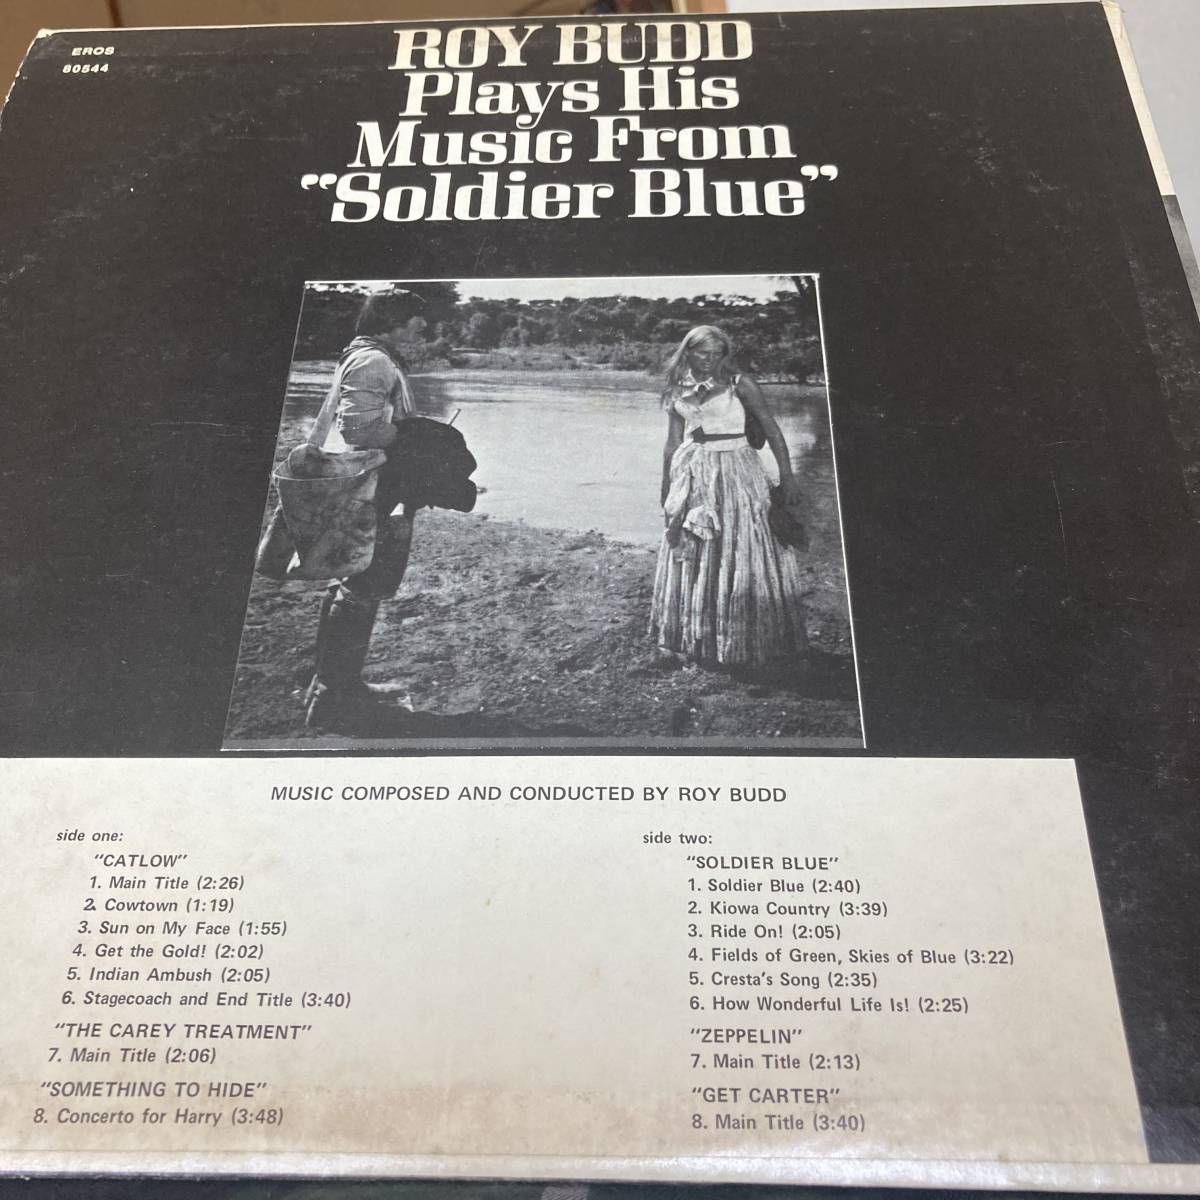 EROS
80544
ROY BUDD
Plays His
Music From
"Soldier Blue"
MUSIC COMPOSED AND CONDUCTED BY ROY BUDD
side one:
"CATLOW"
1. Main Title (2:26)
2. Cowtown (1:19)
3. Sun on My Face (1:55)
4. Get the Gold! (2:02)
5. Indian Ambush (2:05)
6. Stagecoach and End Title (3:40)
"THE CAREY TREATMENT"
7. Main Title (2:06)
"SOMETHING TO HIDE"
8. Concerto for Harry (3:48)
side two:
"SOLDIER BLUE"
1. Soldier Blue (2:40)
2. Kiowa Country (3:39)
3. Ride On! (2:05)
4. Fields of Green, Skies of Blue (3:22)
5. Cresta's Song (2:35)
6. How Wonderful Life Is! (2:25)
"ZEPPELIN"
7. Main Title (2:13)
"GET CARTER"
8. Main Title (3:40)